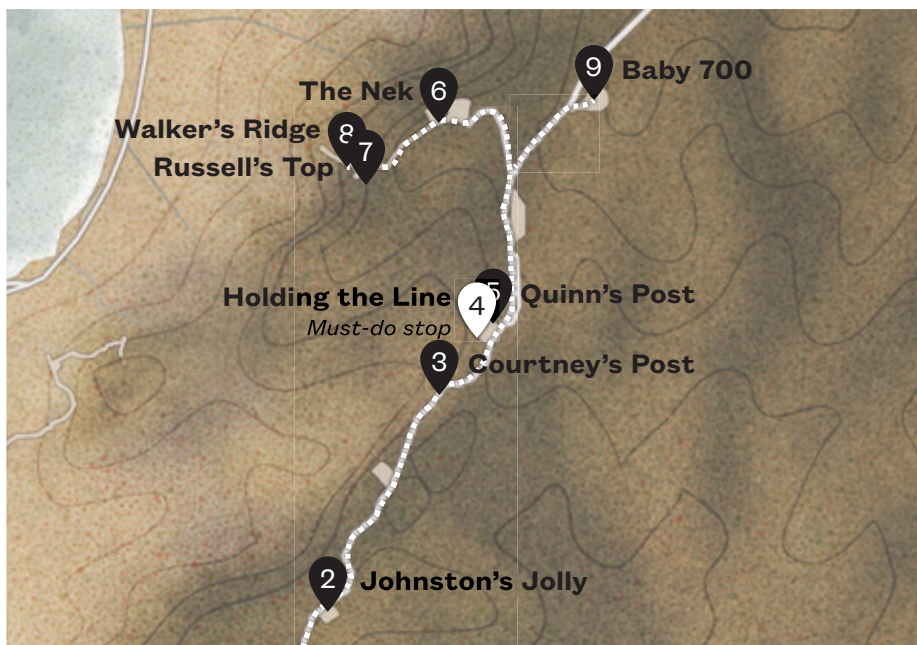 9 Baby 700
The Nek 6
Walker’s Ridge 8
7
Russell’s Top
5 Quinn’s Post
Holding the Line 4
Must-do stop
3 Courtney’s Post
2 Johnston’s Jolly